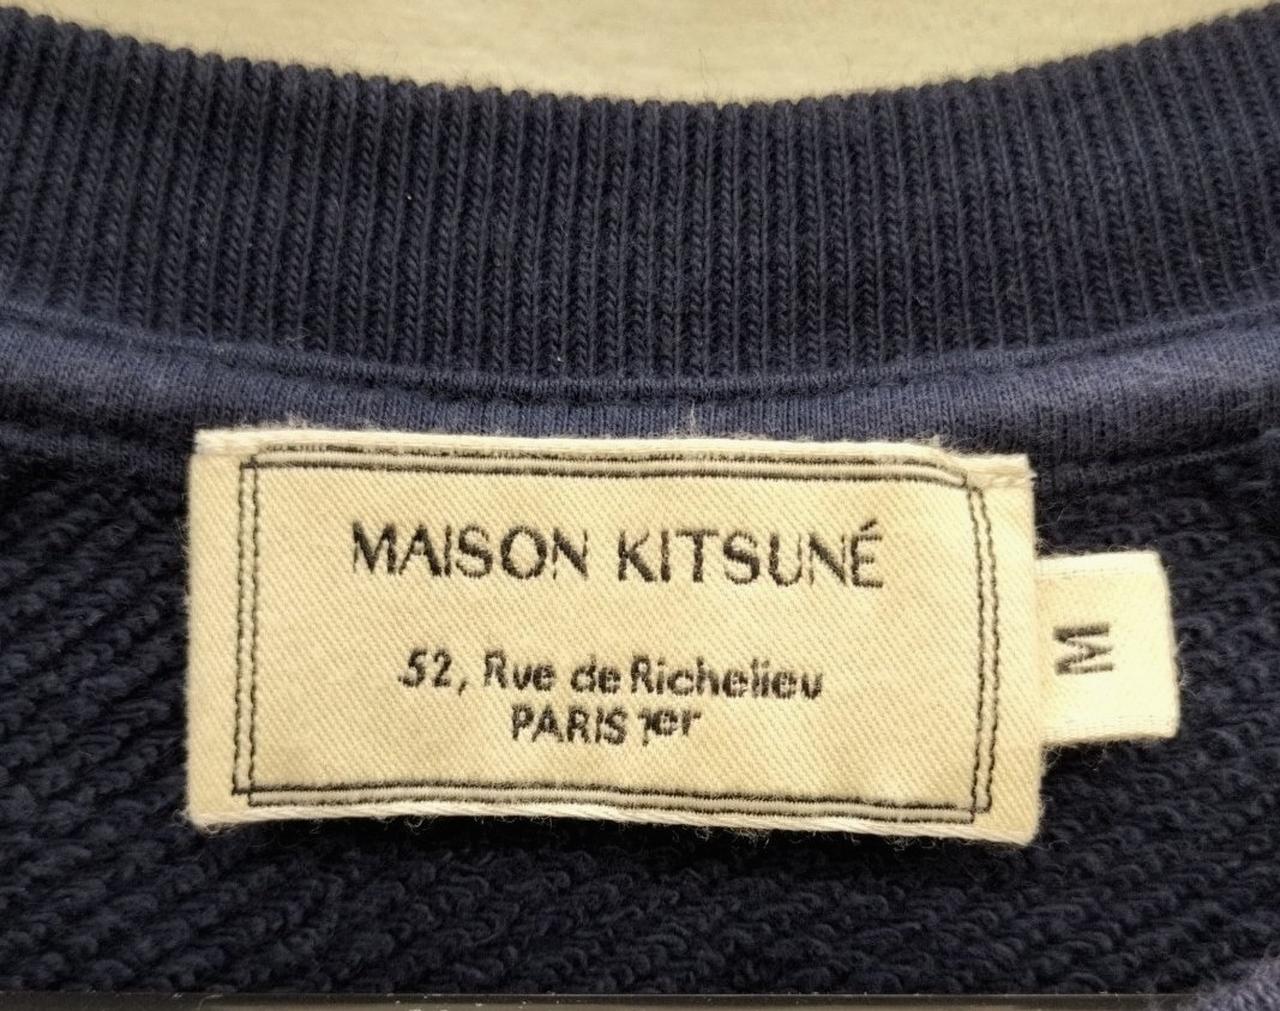 MAISON KITSUNÉ
52, Rue de Richelieu
PARIS 1er
M